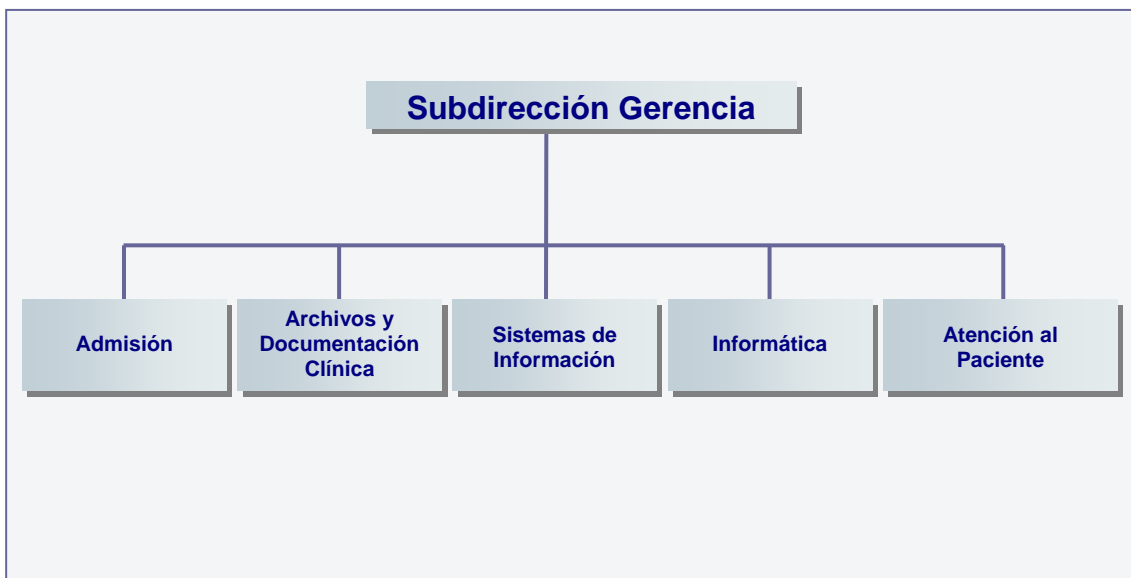 Subdirección Gerencia
Admisión
Archivos y
Documentación
Clínica
Sistemas de
Información
Informática
Atención al
Paciente